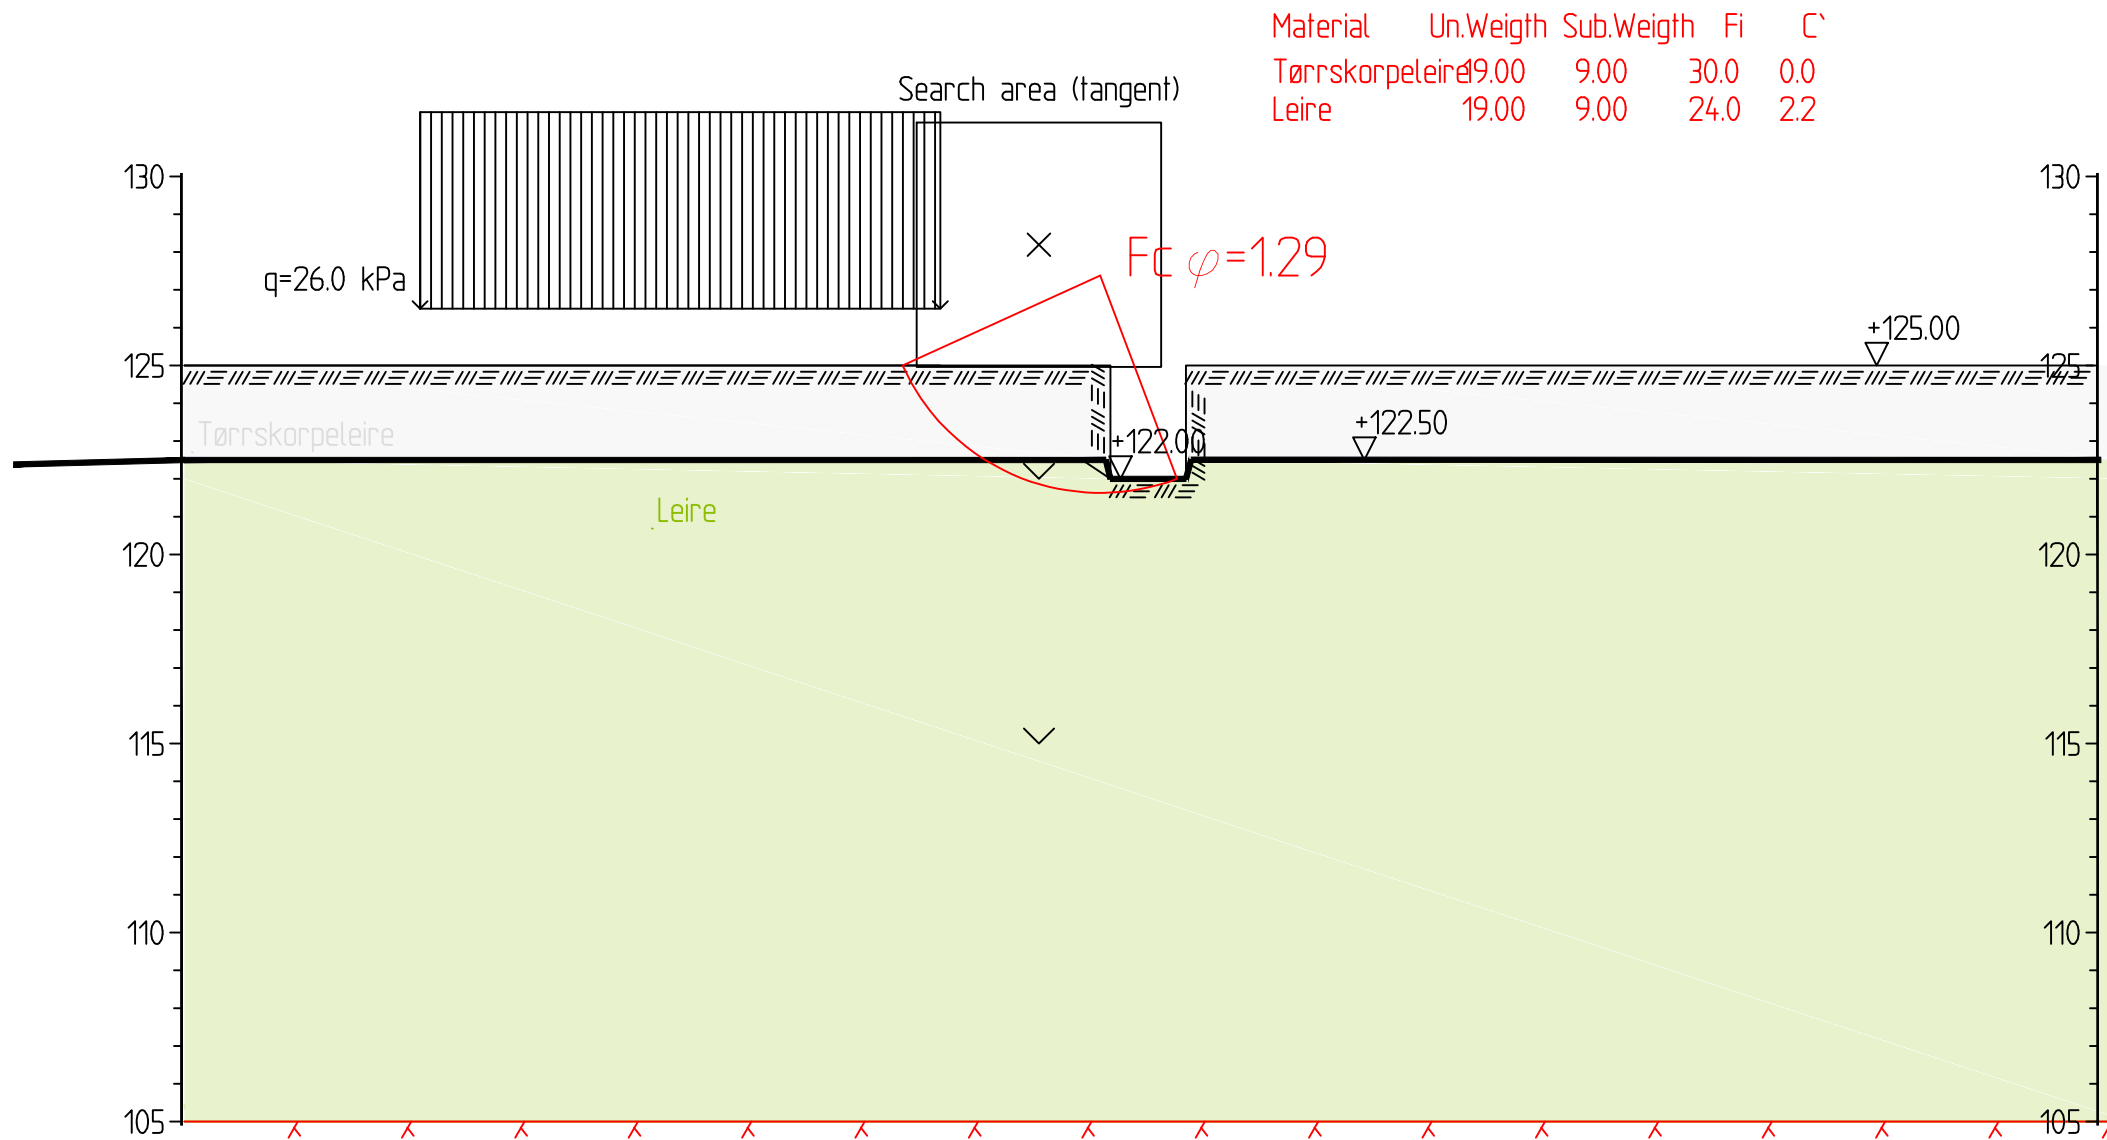 Material Un.Weigth Sub.Weigth Fi C`
Tørrskorpeleire 19.00 9.00 30.0 0.0
Leire 19.00 9.00 24.0 2.2
Search area (tangent)
130 130
Fc φ=1.29
q=26.0 kPa
+125.00
125 125
+122.50
Tørrskorpeleire
+122.00
Leire
120 120
115 115
110 110
105 105